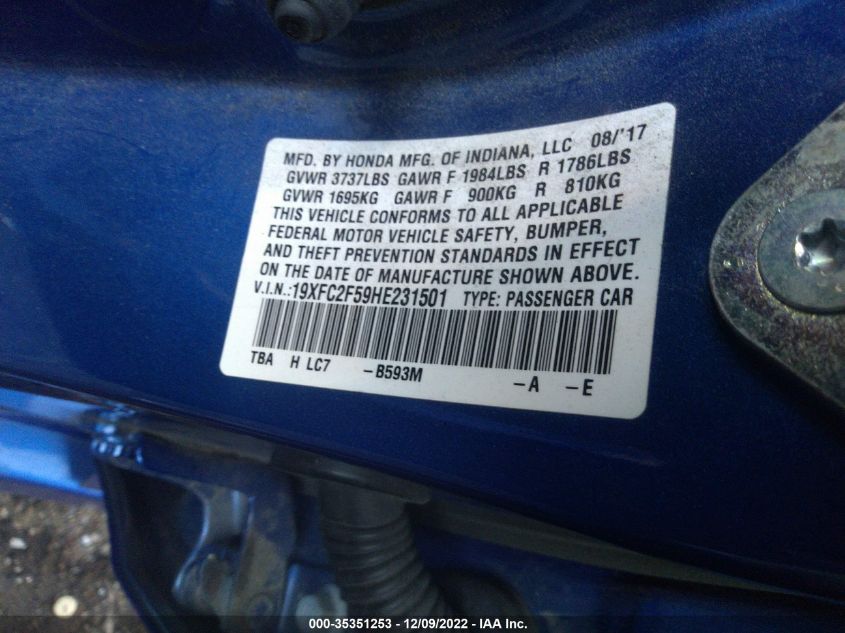 MFD. BY HONDA MFG. OF INDIANA, LLC 08/'17
GVWR 3737LBS GAWR F 1984LBS R 1786LBS
GVWR 1695KG GAWR F 900KG R 810KG
THIS VEHICLE CONFORMS TO ALL APPLICABLE
FEDERAL MOTOR VEHICLE SAFETY, BUMPER,
AND THEFT PREVENTION STANDARDS IN EFFECT
ON THE DATE OF MANUFACTURE SHOWN ABOVE.
V.I.N.:19XFC2F59HE231501 TYPE: PASSENGER CAR
TBA H LC7 -B593M -A -E
000-35351253 - 12/09/2022 - IAA Inc.